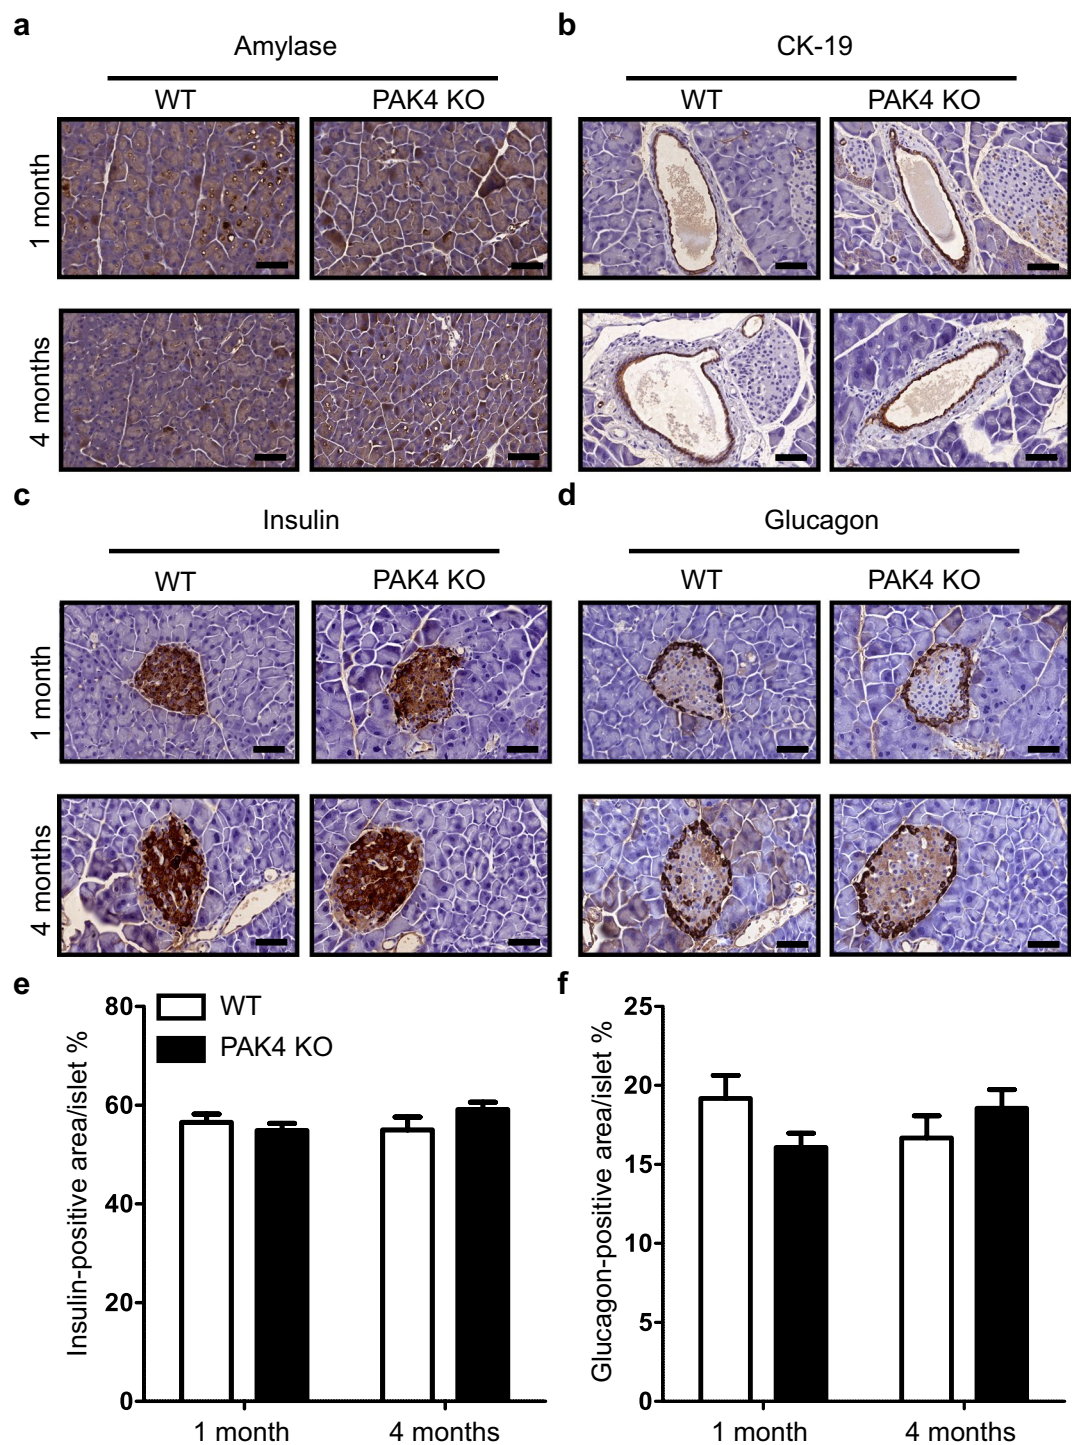 a
Amylase
WT PAK4 KO
1 month
4 months
b
CK-19
WT PAK4 KO
c
Insulin
WT PAK4 KO
1 month
4 months
d
Glucagon
WT PAK4 KO
e
WT
PAK4 KO
Insulin-positive area/islet %
80
60
40
20
0
1 month 4 months
f
Glucagon-positive area/islet %
25
20
15
10
5
0
1 month 4 months